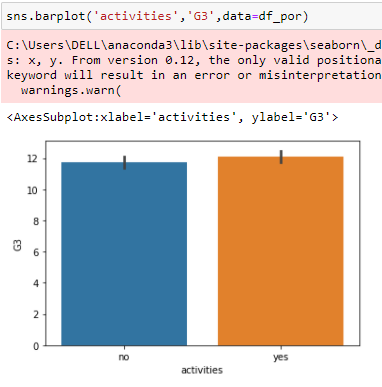 sns.barplot('activities','G3',data=df_por)
C:\Users\DELL\anaconda3\lib\site-packages\seaborn\_d
s: x, y. From version 0.12, the only valid positiona
keyword will result in an error or misinterpretation
warnings.warn(
<AxesSubplot:xlabel='activities', ylabel='G3'>
12
10
8
6
4
2
0
G3
no yes
activities